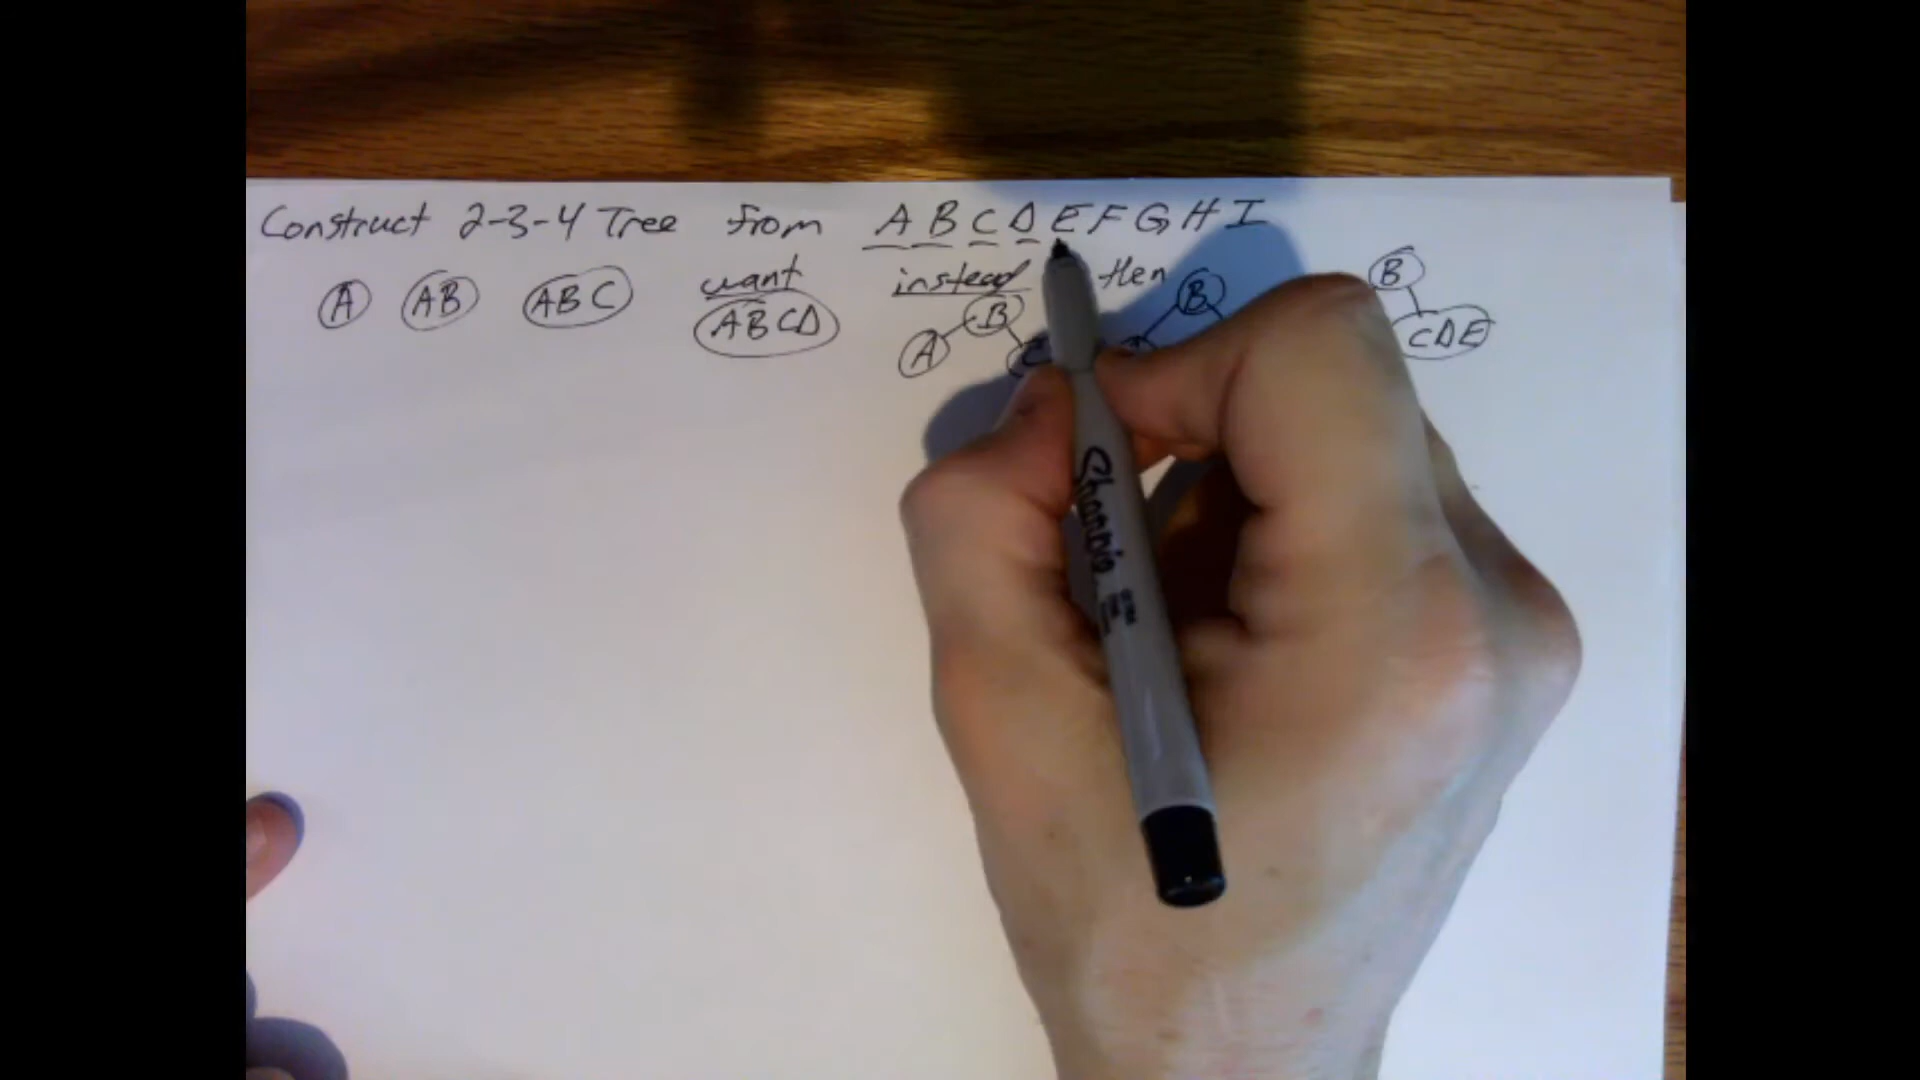 Construct 2-3-4 Tree from A B C D E F G H I
A AB ABC want ABCD instead B A then B B CDE
Sharpie